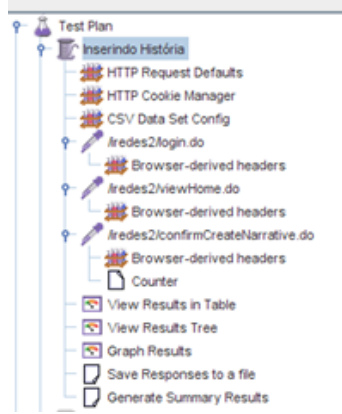 Test Plan
Inserindo História
HTTP Request Defaults
HTTP Cookie Manager
CSV Data Set Config
/iredes2/login.do
Browser-derived headers
/iredes2/viewHome.do
Browser-derived headers
/iredes2/confirmCreateNarrative.do
Browser-derived headers
Counter
View Results in Table
View Results Tree
Graph Results
Save Responses to a file
Generate Summary Results